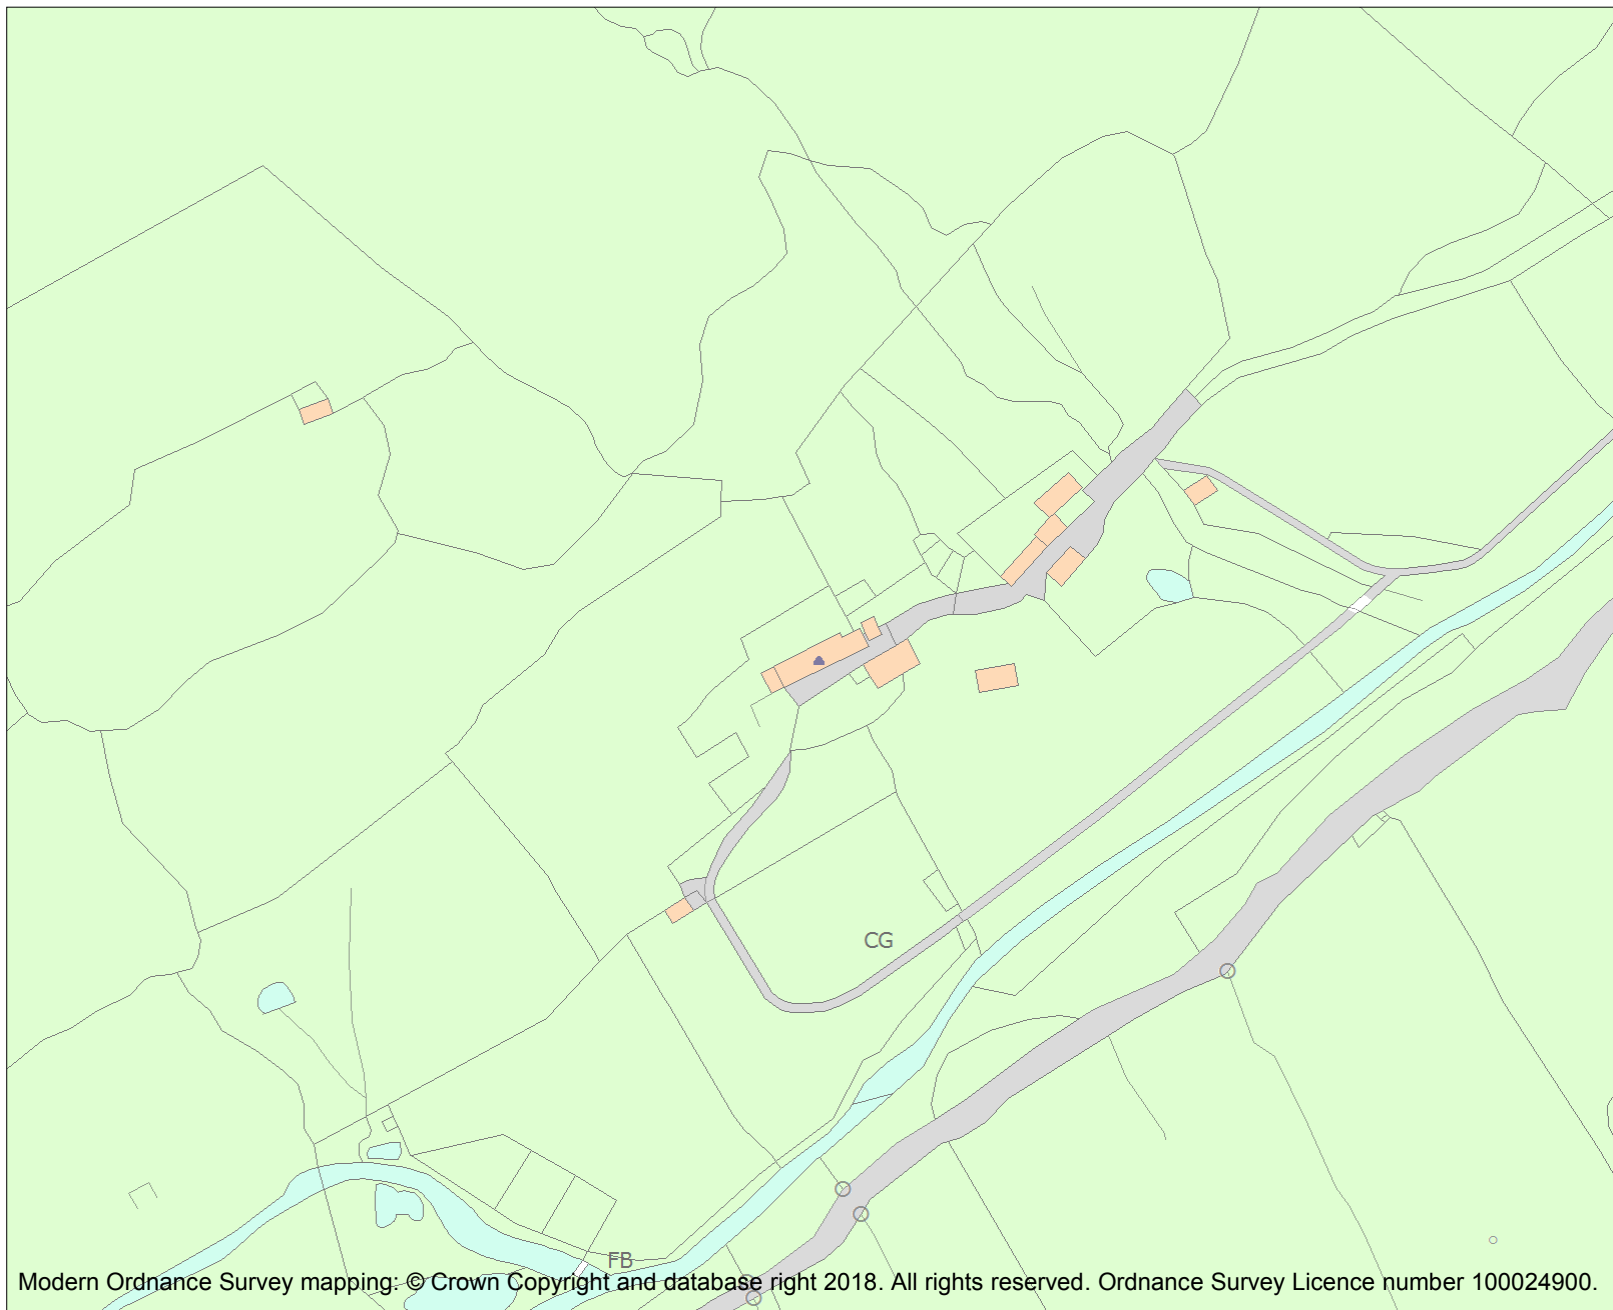 CG
FB
Modern Ordnance Survey mapping: © Crown Copyright and database right 2018. All rights reserved. Ordnance Survey Licence number 100024900.